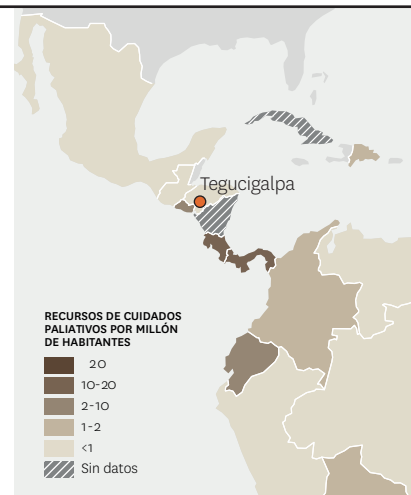 Tegucigalpa
RECURSOS DE CUIDADOS
PALIATIVOS POR MILLÓN
DE HABITANTES
20
10-20
2-10
1-2
<1
Sin datos